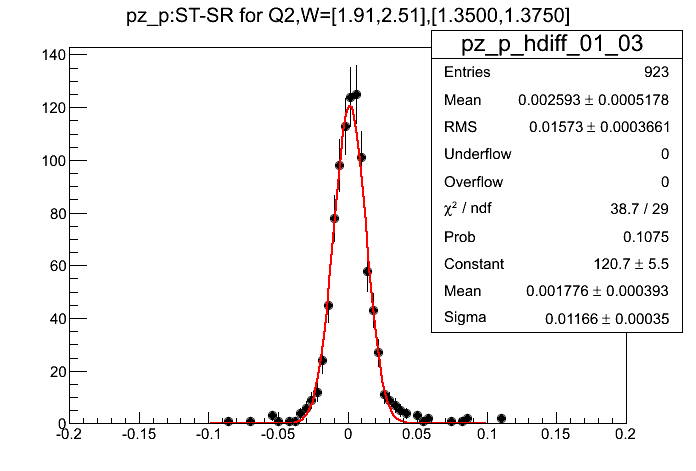 pz_p:ST-SR for Q2,W=[1.91,2.51],[1.3500,1.3750]
pz_p_hdiff_01_03
Entries 923
Mean 0.002593 ± 0.0005178
RMS 0.01573 ± 0.0003661
Underflow 0
Overflow 0
χ² / ndf 38.7 / 29
Prob 0.1075
Constant 120.7 ± 5.5
Mean 0.001776 ± 0.000393
Sigma 0.01166 ± 0.00035
140
120
100
80
60
40
20
0
-0.2 -0.15 -0.1 -0.05 0 0.05 0.1 0.15 0.2